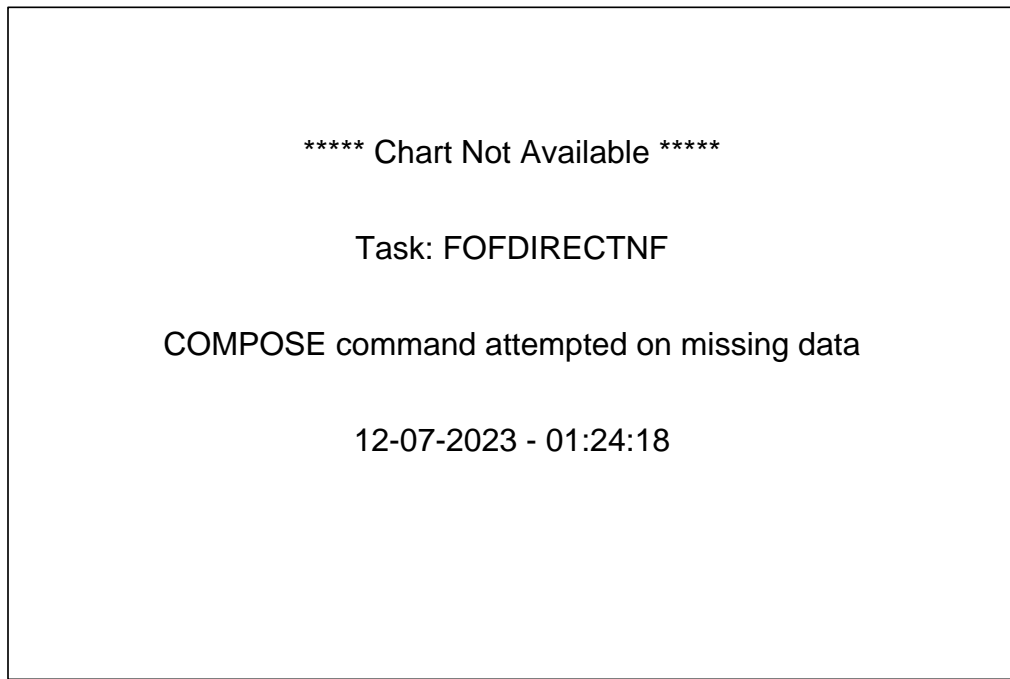 ***** Chart Not Available *****
Task: FOFDIRECTNF
COMPOSE command attempted on missing data
12-07-2023 - 01:24:18